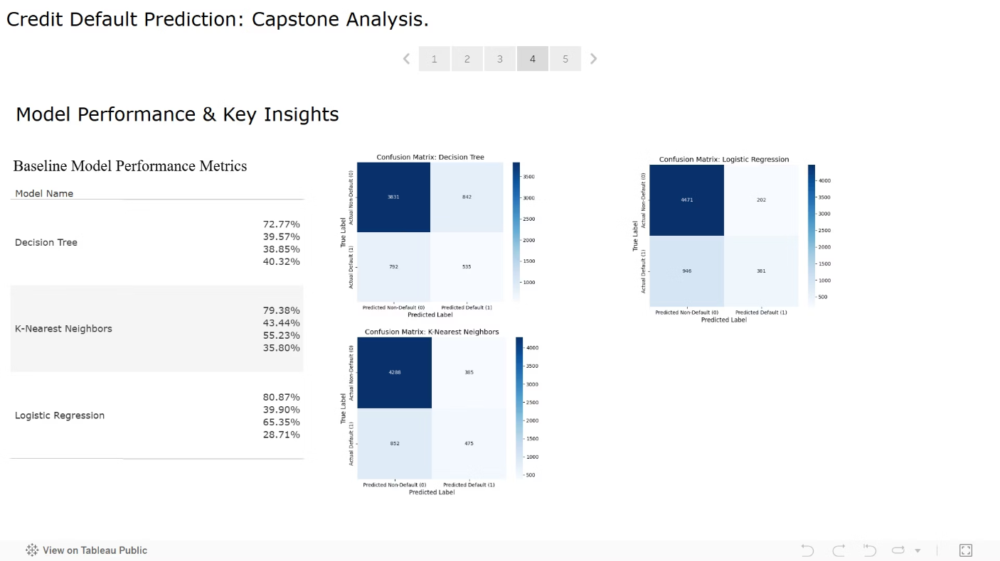 Credit Default Prediction: Capstone Analysis.
1 2 3 4 5
Model Performance & Key Insights
Baseline Model Performance Metrics
Model Name
Decision Tree
72.77%
39.57%
38.85%
40.32%
K-Nearest Neighbors
79.38%
43.44%
55.23%
35.80%
Logistic Regression
80.87%
39.90%
65.35%
28.71%
Confusion Matrix: Decision Tree
True Label
Actual Non-Default (0)
3831 842
Actual Default (1)
792 535
Predicted Non-Default (0) Predicted Default (1)
Predicted Label
3500
3000
2500
2000
1500
1000
Confusion Matrix: K-Nearest Neighbors
True Label
Actual Non-Default (0)
4288 385
Actual Default (1)
852 475
Predicted Non-Default (0) Predicted Default (1)
Predicted Label
4000
3500
3000
2500
2000
1500
1000
500
Confusion Matrix: Logistic Regression
True Label
Actual Non-Default (0)
4471 202
Actual Default (1)
946 381
Predicted Non-Default (0) Predicted Default (1)
Predicted Label
4000
3500
3000
2500
2000
1500
1000
500
View on Tableau Public